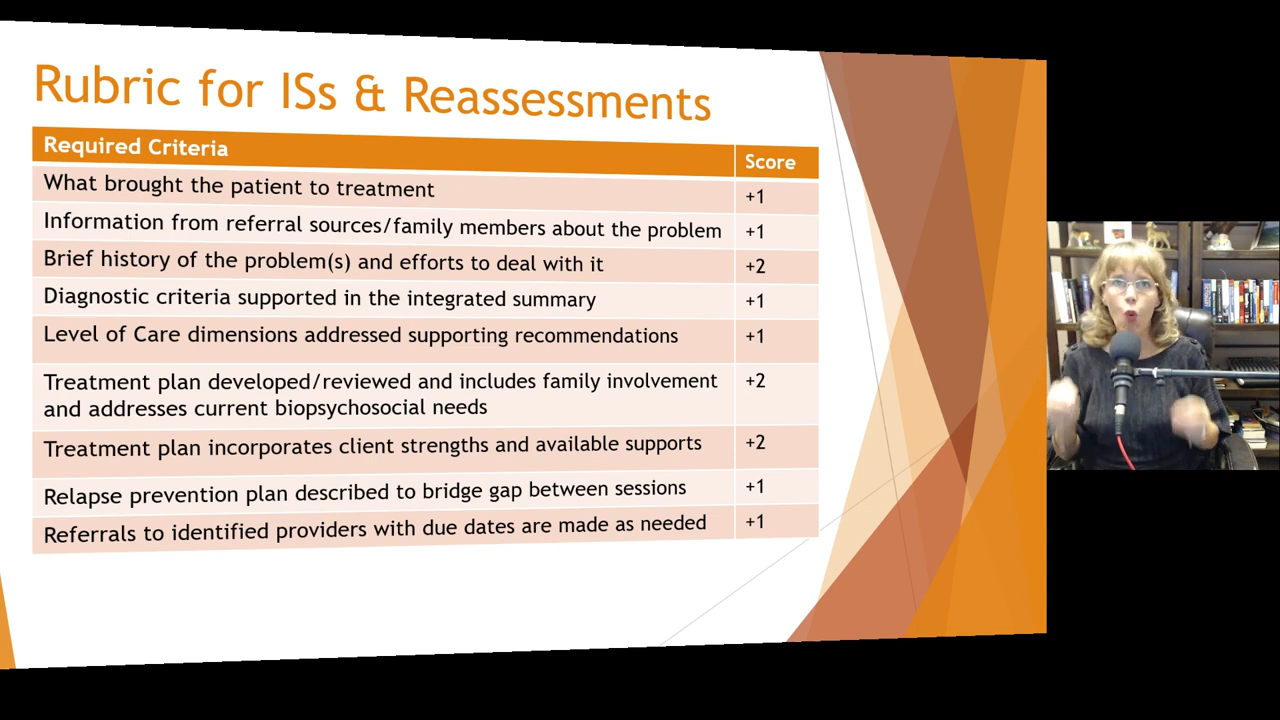 Rubric for ISs & Reassessments
Required Criteria Score
What brought the patient to treatment +1
Information from referral sources/family members about the problem +1
Brief history of the problem(s) and efforts to deal with it +2
Diagnostic criteria supported in the integrated summary +1
Level of Care dimensions addressed supporting recommendations +1
Treatment plan developed/reviewed and includes family involvement +2
and addresses current biopsychosocial needs
Treatment plan incorporates client strengths and available supports +2
Relapse prevention plan described to bridge gap between sessions +1
Referrals to identified providers with due dates are made as needed +1